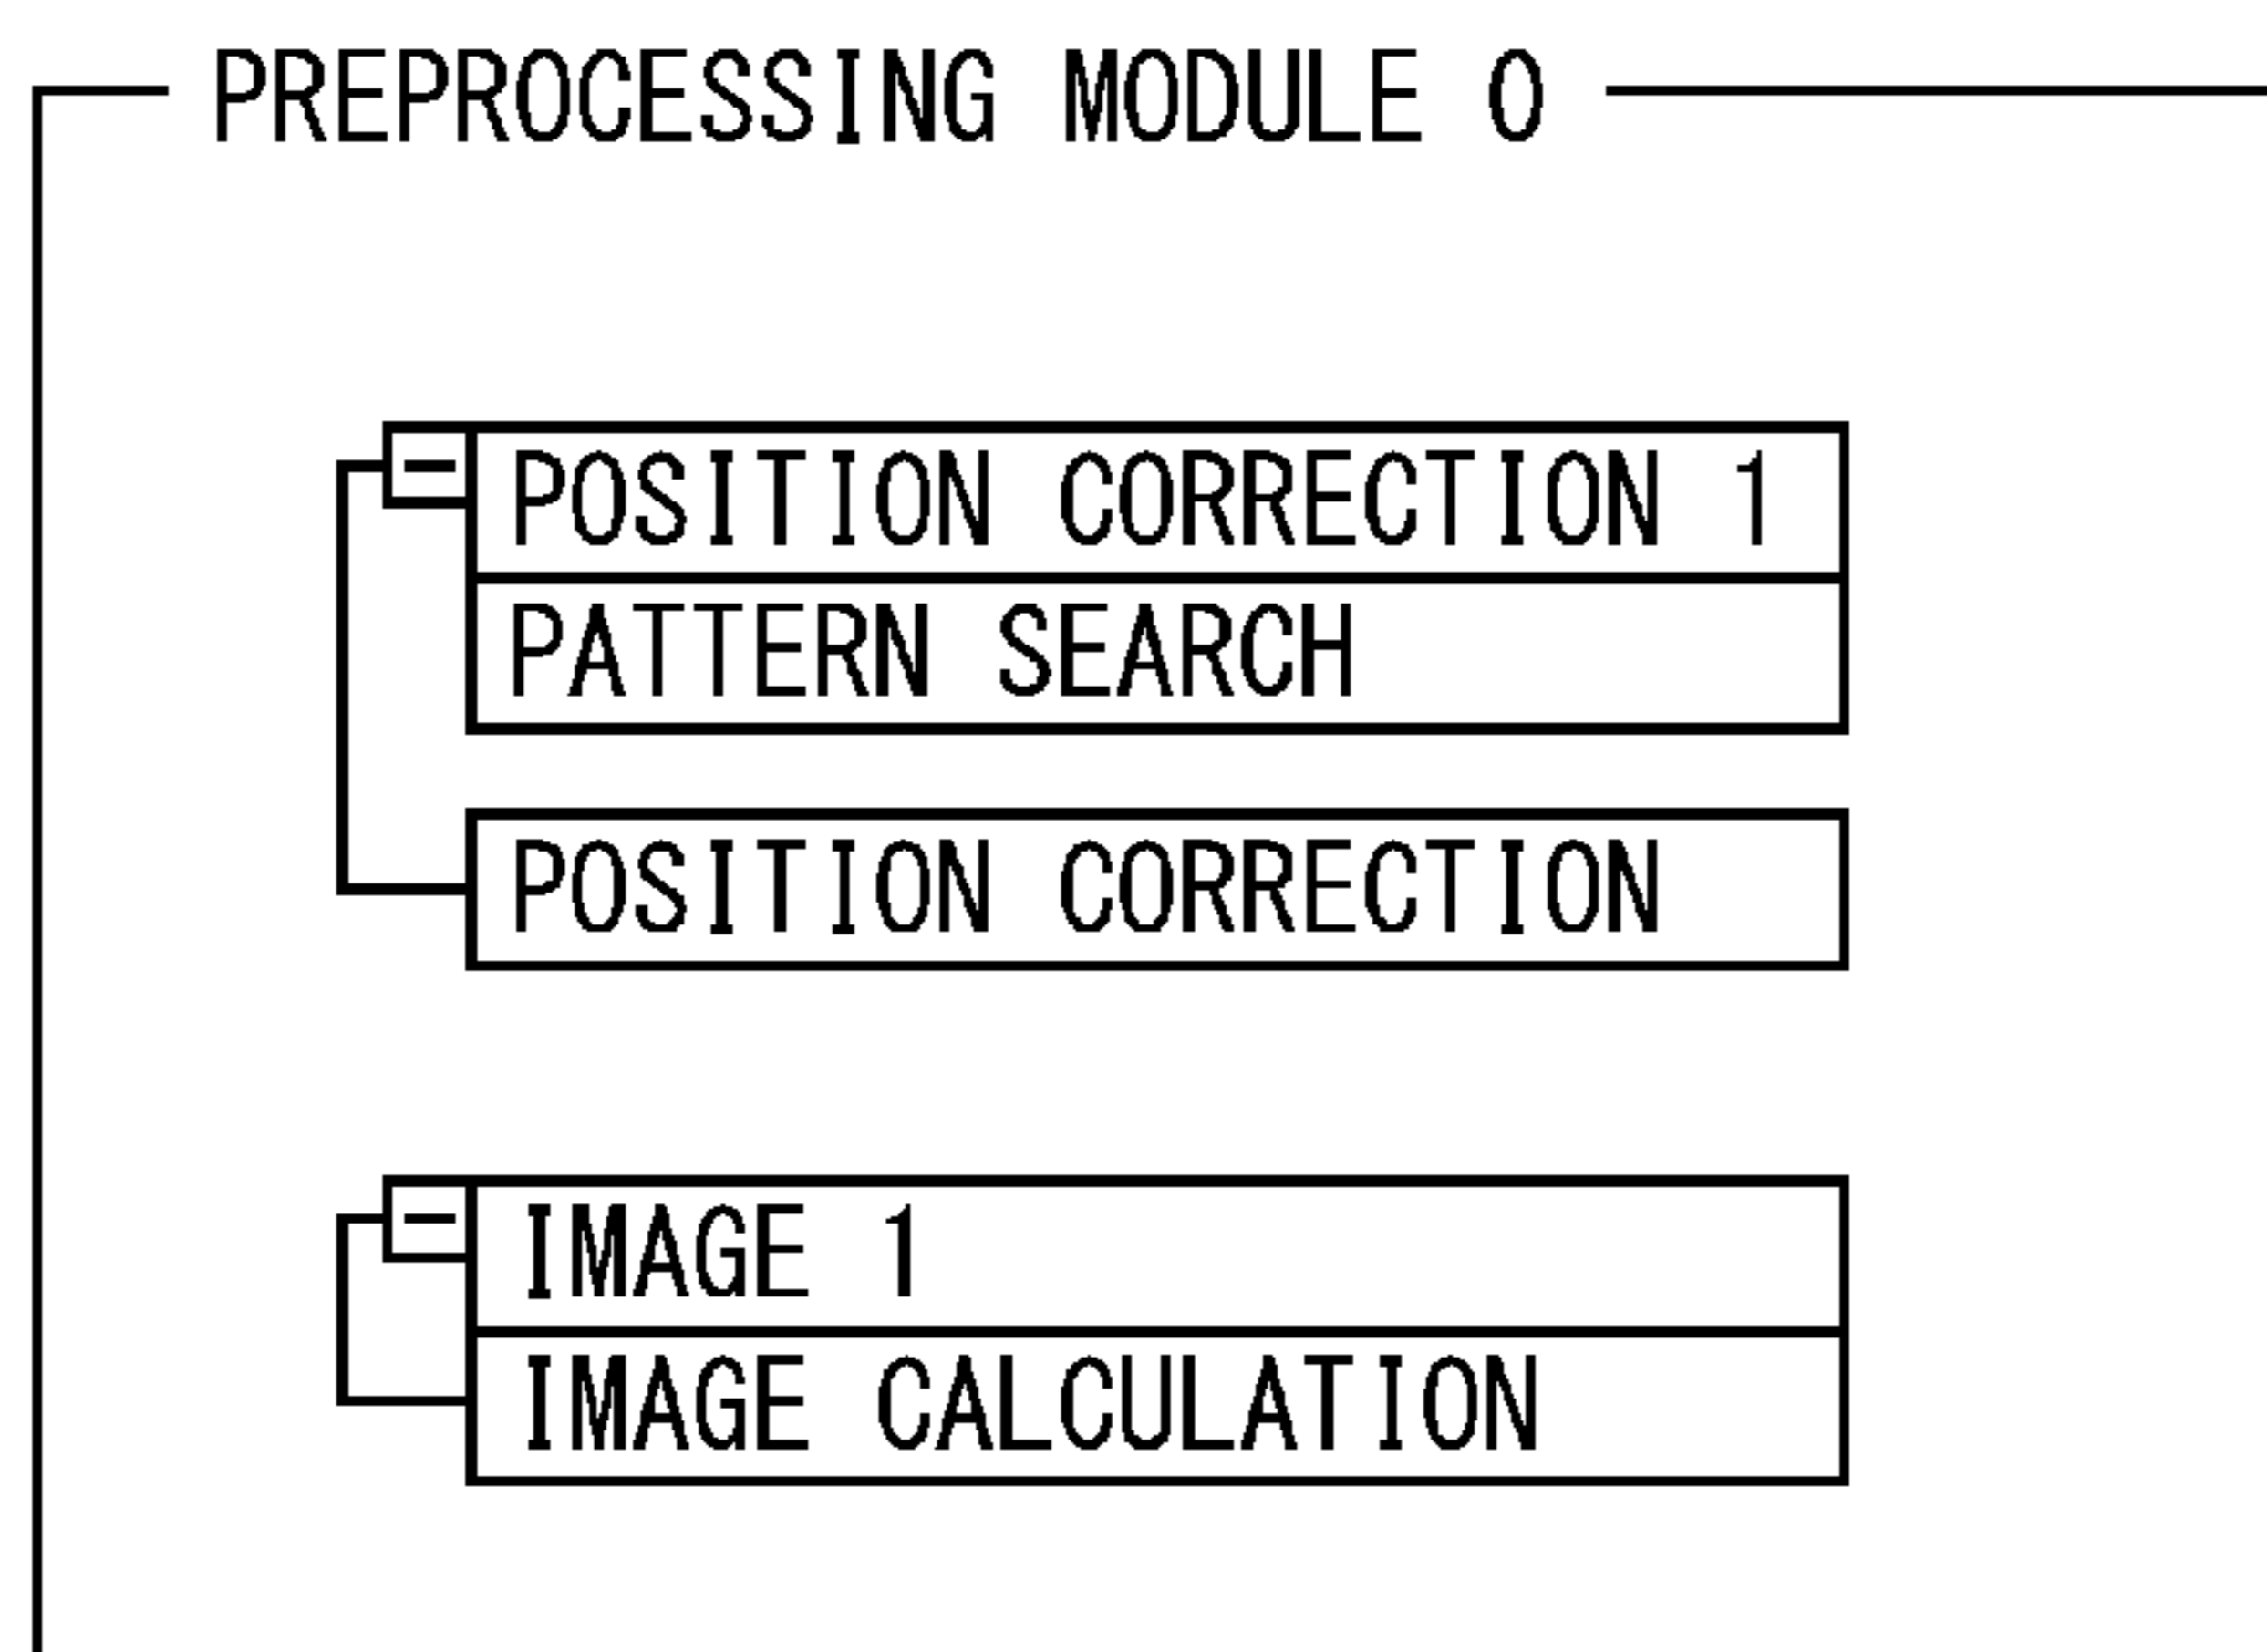 PREPROCESSING MODULE 0
POSITION CORRECTION 1
PATTERN SEARCH
POSITION CORRECTION
IMAGE 1
IMAGE CALCULATION